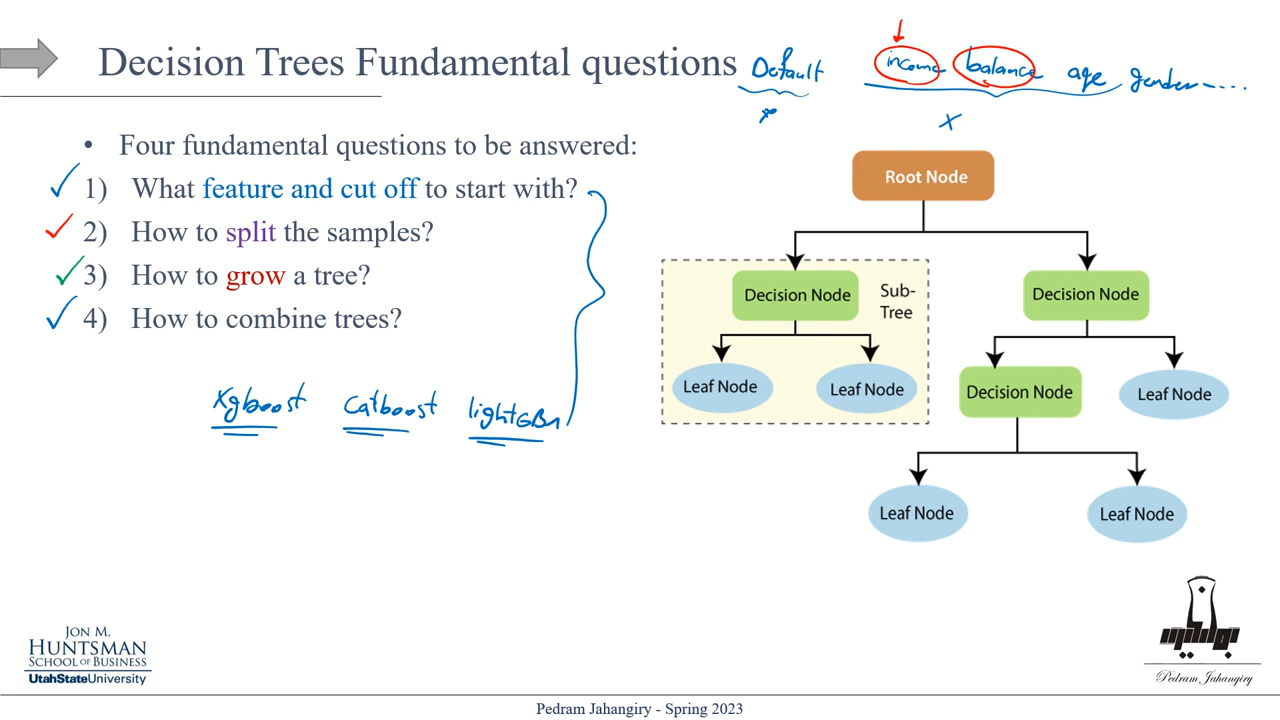 Decision Trees Fundamental questions
Default income balance age gender ....
X
• Four fundamental questions to be answered:
1) What feature and cut off to start with?
2) How to split the samples?
3) How to grow a tree?
4) How to combine trees?
Xgboost Catboost lightGBM
Root Node
Decision Node
Sub-
Tree
Decision Node
Leaf Node
Leaf Node
Decision Node
Leaf Node
Leaf Node
Leaf Node
JON M.
HUNTSMAN
SCHOOL OF BUSINESS
UtahStateUniversity
Pedram Jahangiry
Pedram Jahangiry - Spring 2023